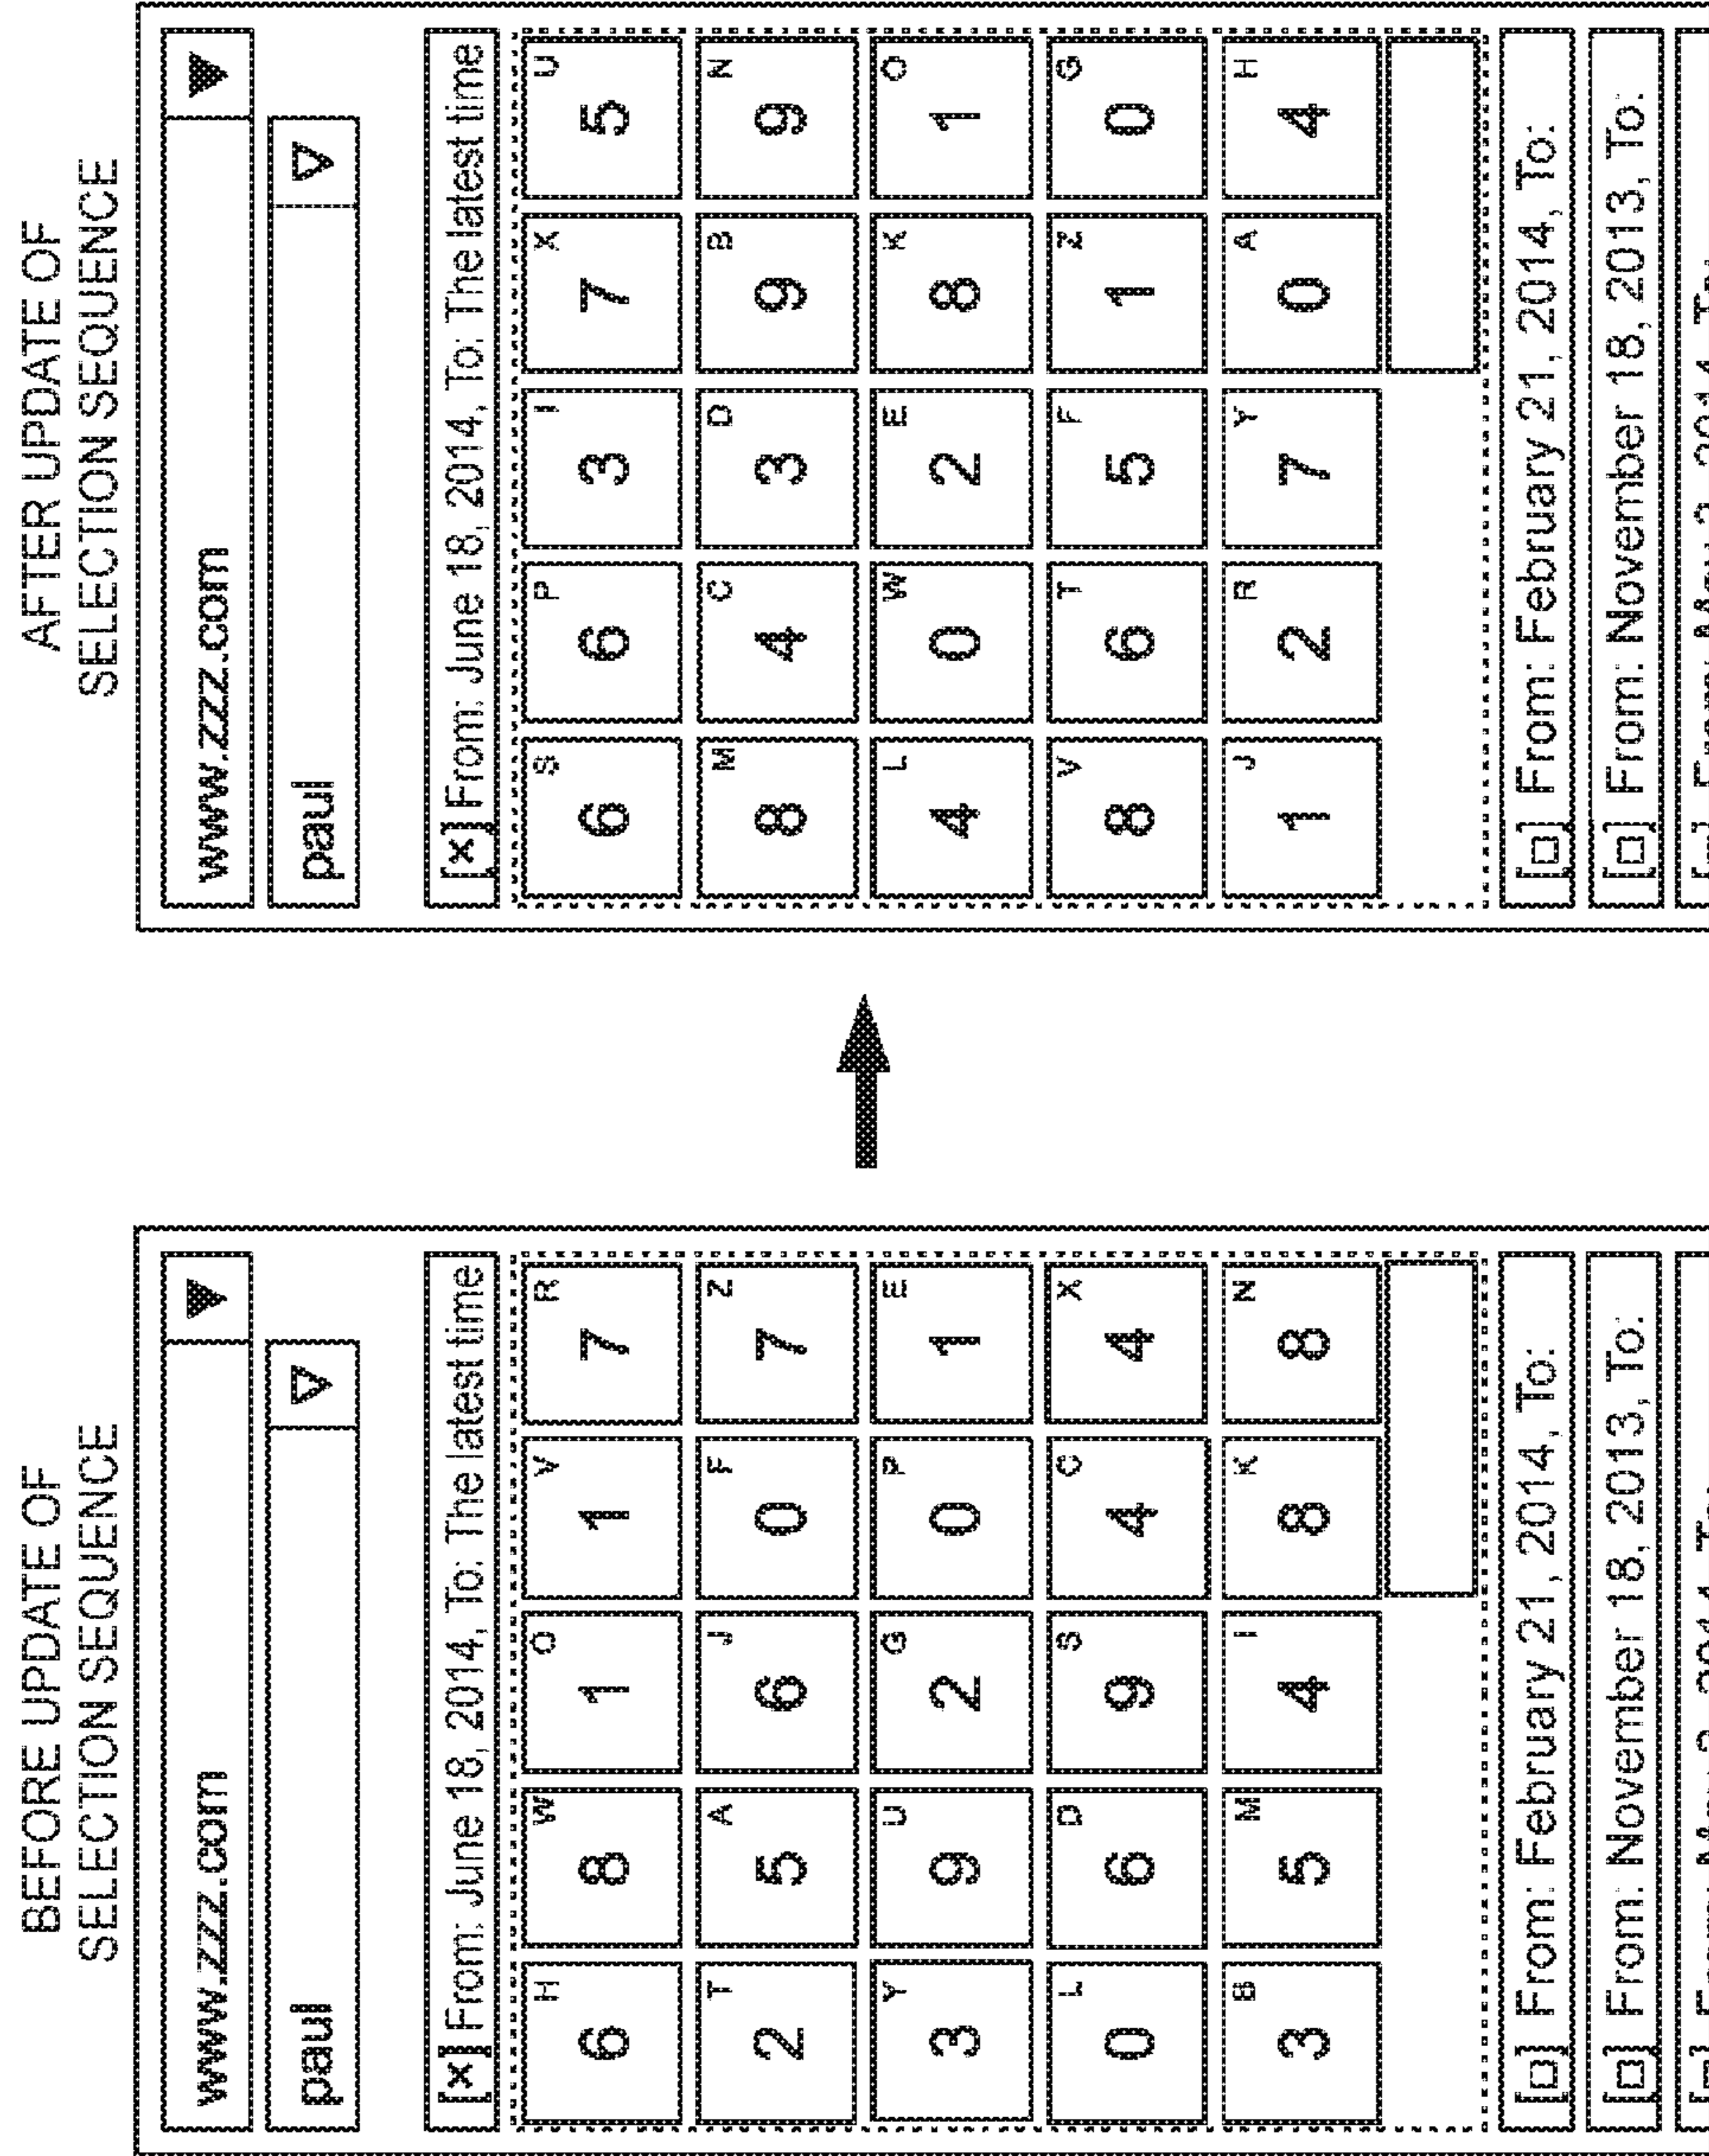 BEFORE UPDATE OF
SELECTION SEQUENCE
www.zzz.com
paul
[×] From: June 18, 2014, To: The latest time
6 H 8 W 1 O 1 V 7 R
2 T 5 A 6 J 0 F 7 Z
3 Y 9 U 2 G 0 P 1 E
0 L 6 D 9 S 4 C 4 X
3 B 5 M 4 I 8 K 8 N
[□] From: February 21, 2014, To:
[□] From: November 18, 2013, To:
AFTER UPDATE OF
SELECTION SEQUENCE
www.zzz.com
paul
[×] From: June 18, 2014, To: The latest time
6 S 6 P 3 I 7 X 5 U
8 M 4 C 3 D 9 B 9 N
4 L 0 W 2 E 8 K 1 O
8 V 6 T 5 F 1 Z 0 G
1 J 2 R 7 Y 0 A 4 H
[□] From: February 21, 2014, To:
[□] From: November 18, 2013, To: